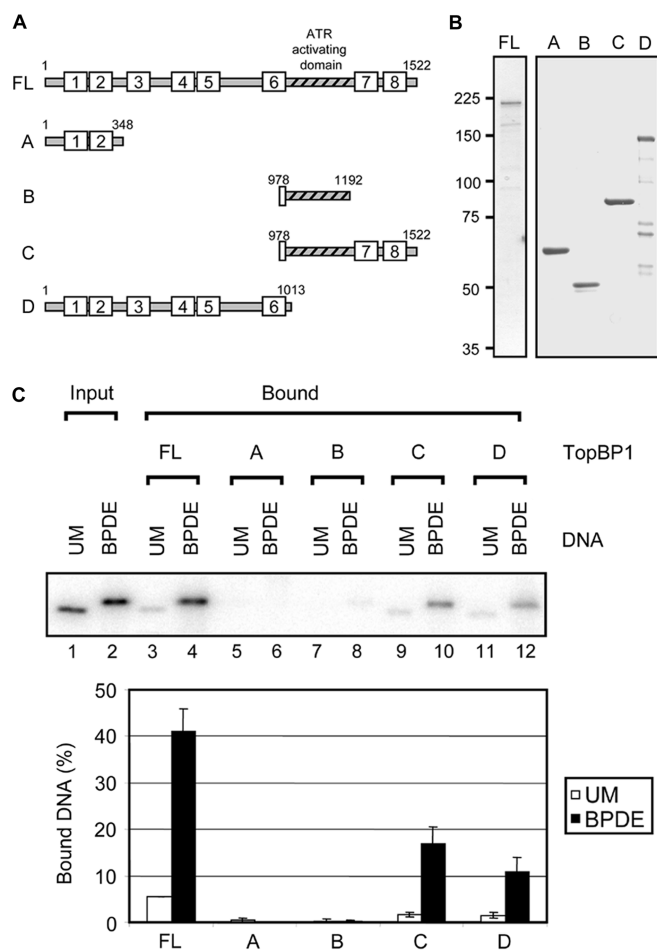 A
ATR
activating
domain
1 1522
FL 1 2 3 4 5 6 7 8
1 348
A 1 2
978 1192
B
978 1522
C 7 8
1 1013
D 1 2 3 4 5 6
B
FL A B C D
225
150
100
75
50
35
C
Input Bound
FL A B C D TopBP1
UM BPDE UM BPDE UM BPDE UM BPDE UM BPDE UM BPDE DNA
1 2 3 4 5 6 7 8 9 10 11 12
Bound DNA (%)
50
40
30
20
10
0
FL A B C D
UM
BPDE